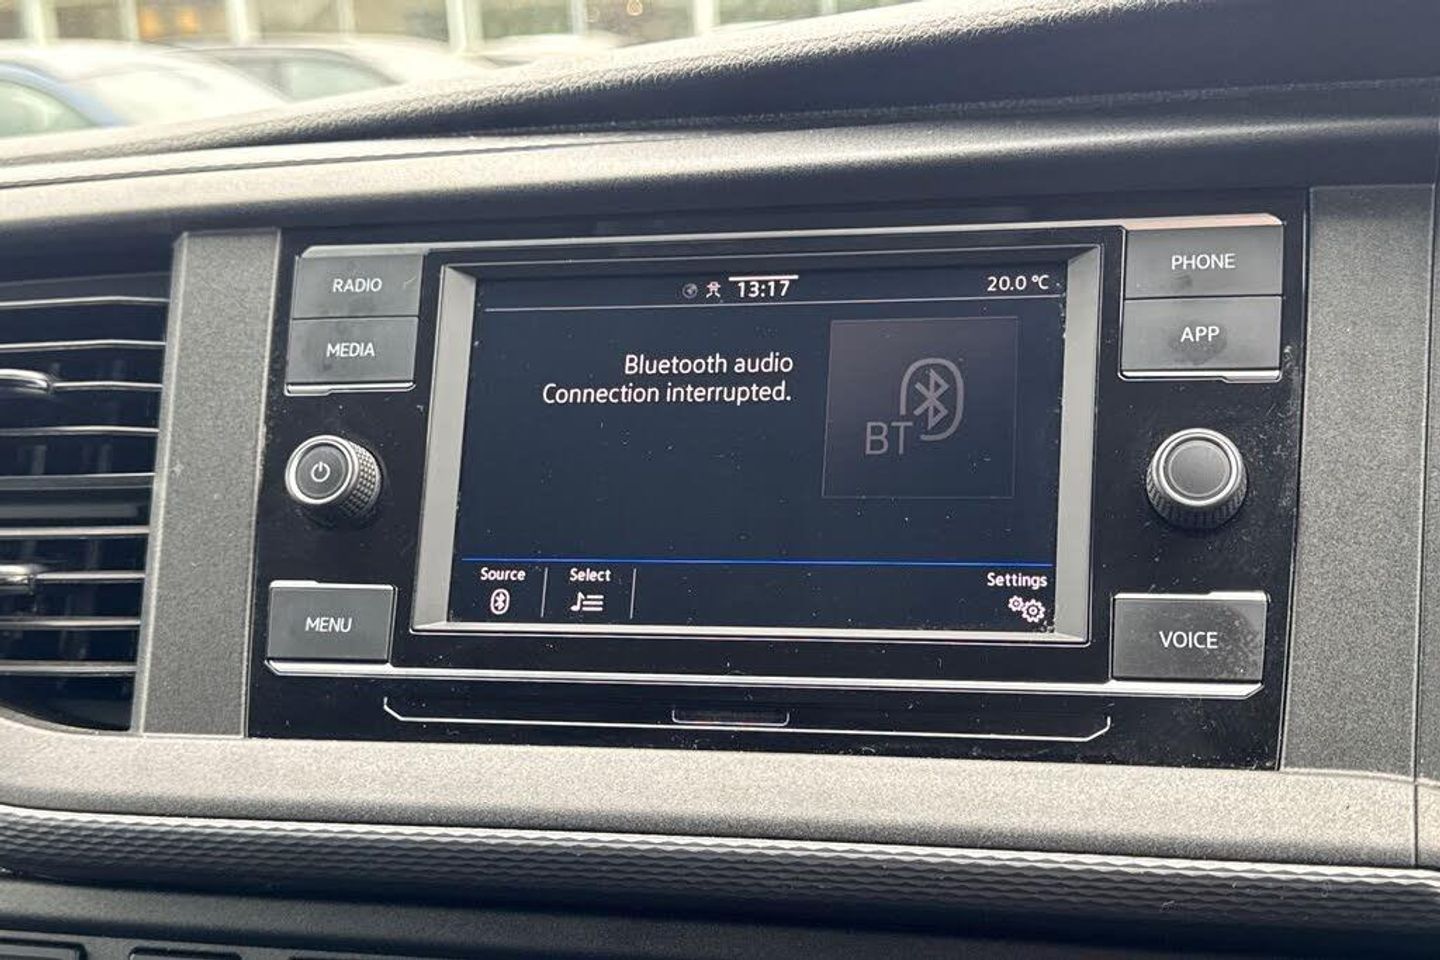 RADIO
MEDIA
13:17
20.0 °C
PHONE
APP
Bluetooth audio
Connection interrupted.
BT
Source
Select
Settings
MENU
VOICE